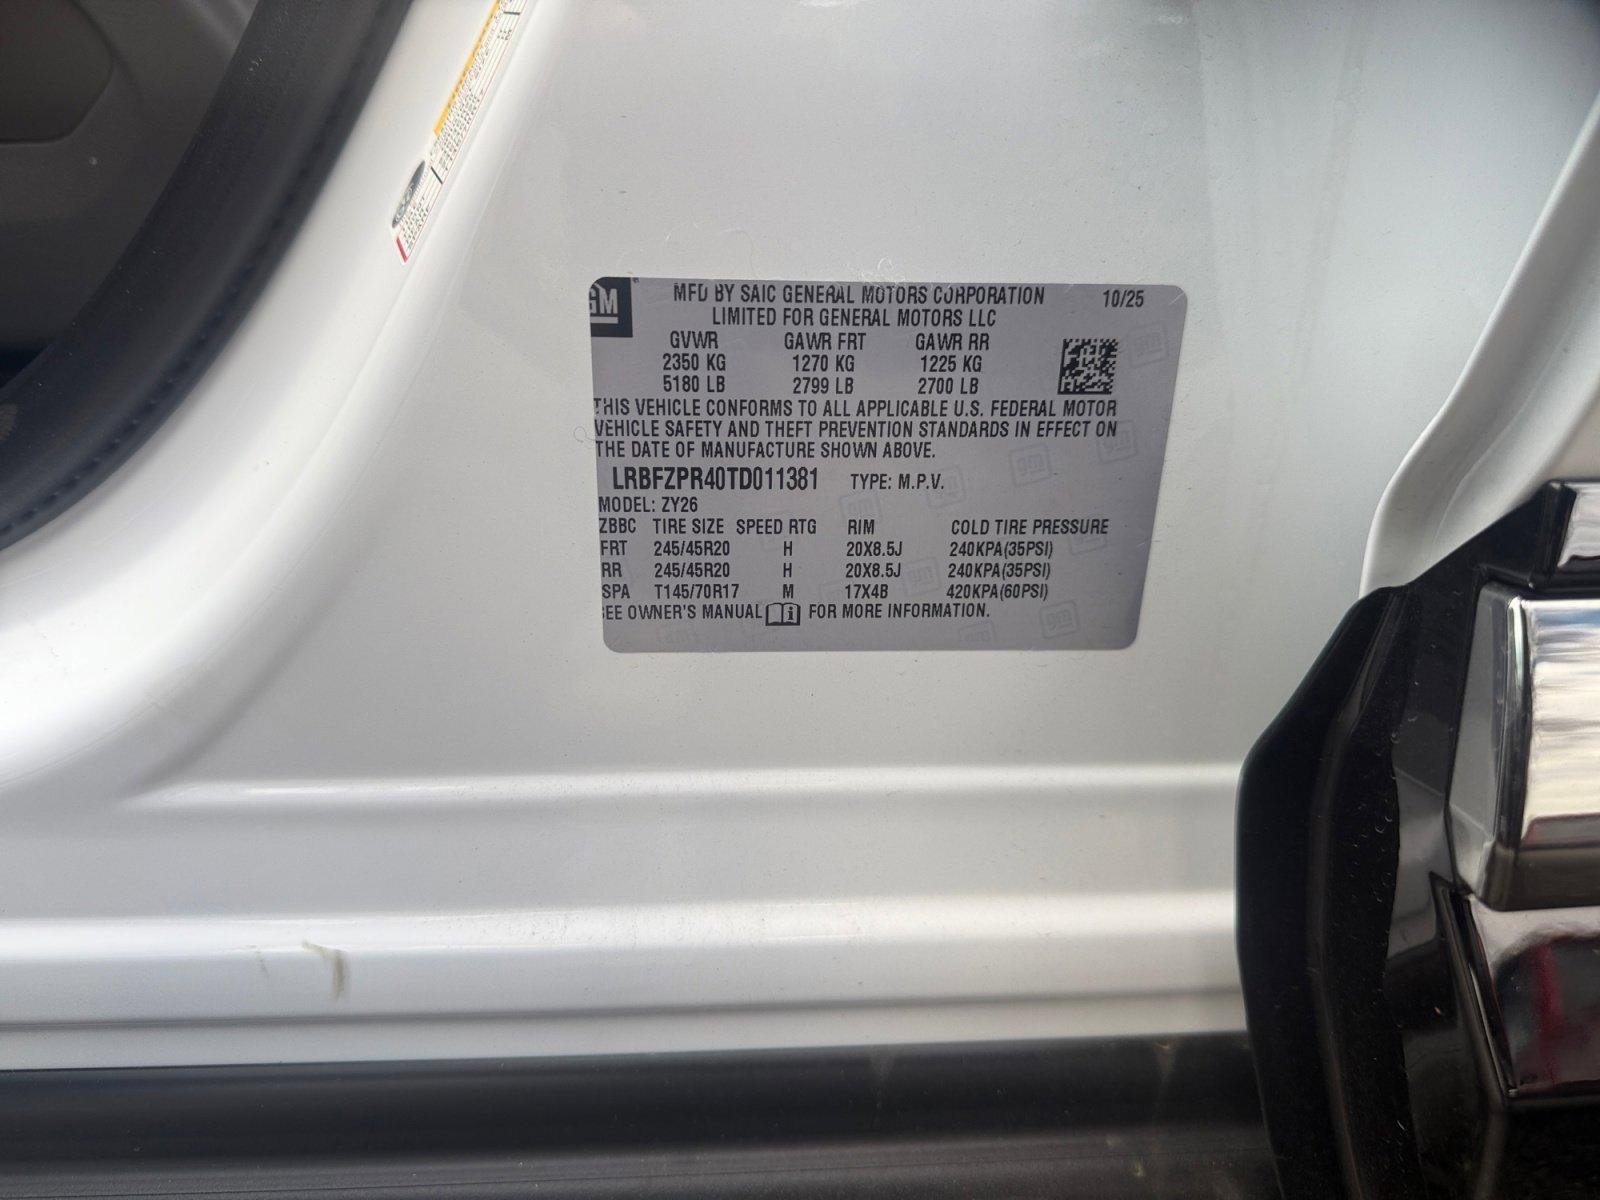 GM
MFD BY SAIC GENERAL MOTORS CORPORATION 10/25
LIMITED FOR GENERAL MOTORS LLC
GVWR GAWR FRT GAWR RR
2350 KG 1270 KG 1225 KG
5180 LB 2799 LB 2700 LB
THIS VEHICLE CONFORMS TO ALL APPLICABLE U.S. FEDERAL MOTOR
VEHICLE SAFETY AND THEFT PREVENTION STANDARDS IN EFFECT ON
THE DATE OF MANUFACTURE SHOWN ABOVE.
LRBFZPR40TD011381 TYPE: M.P.V.
MODEL: ZY26
ZBBC TIRE SIZE SPEED RTG RIM COLD TIRE PRESSURE
FRT 245/45R20 H 20X8.5J 240KPA(35PSI)
RR 245/45R20 H 20X8.5J 240KPA(35PSI)
SPA T145/70R17 M 17X4B 420KPA(60PSI)
SEE OWNER'S MANUAL FOR MORE INFORMATION.